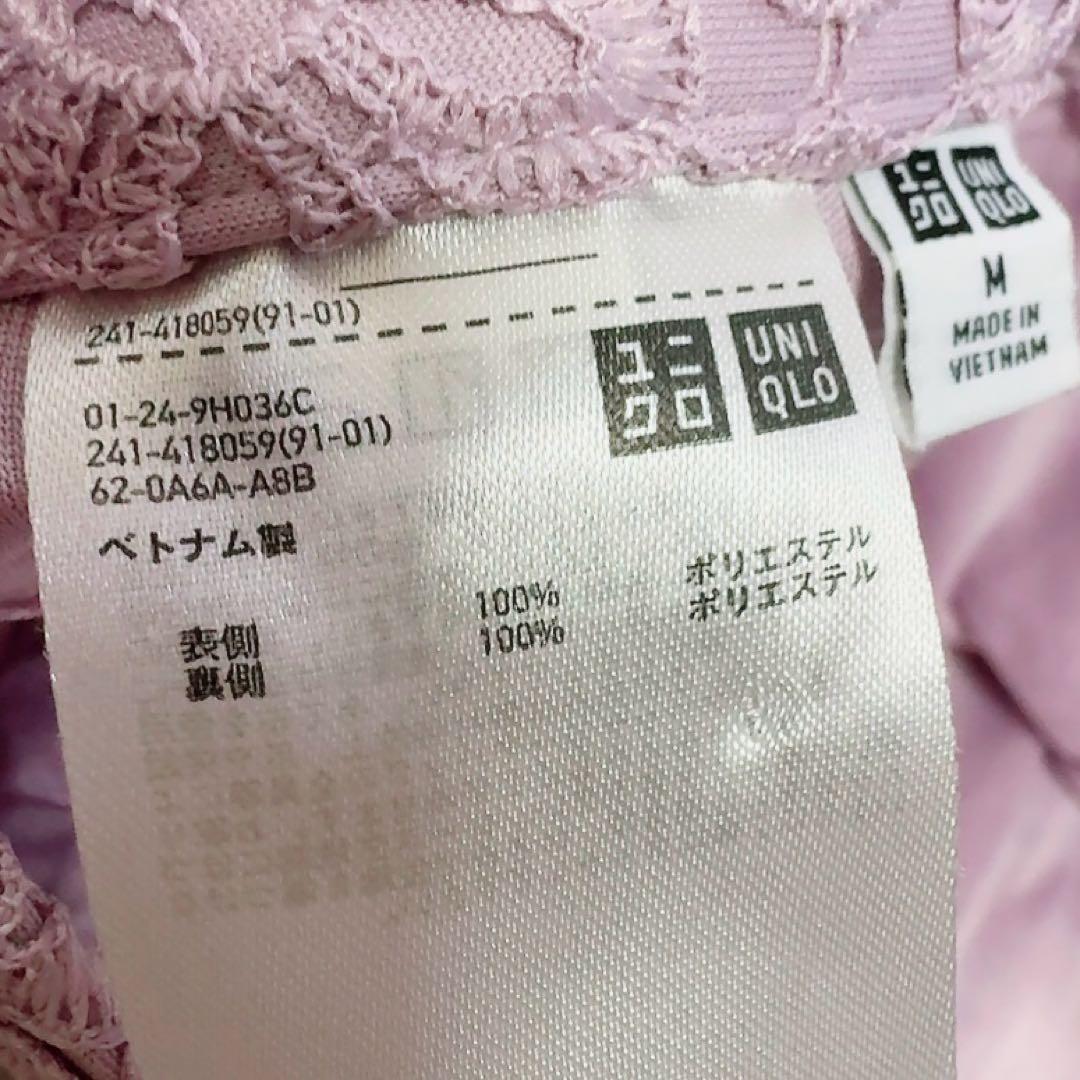 241-418059(91-01)
ユニ
クロ
UNI
QLO
01-24-9H036C
241-418059(91-01)
62-0A6A-A8B
ベトナム製
表側 100% ポリエステル
裏側 100% ポリエステル
ユニ
クロ
UNI
QLO
M
MADE IN
VIETNAM